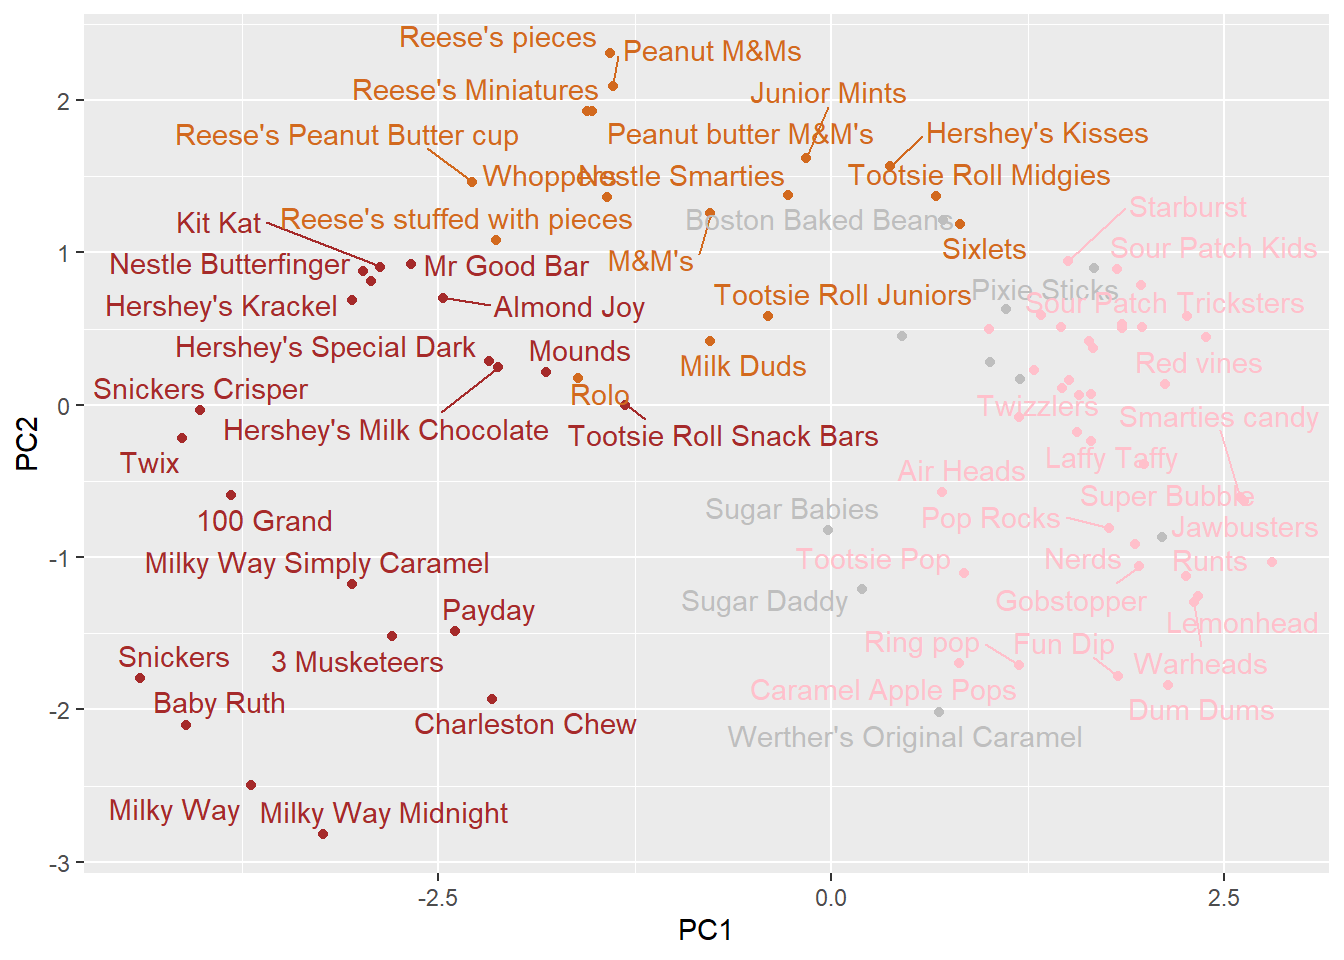 Reese's pieces
Peanut M&Ms
Reese's Miniatures
Junior Mints
Reese's Peanut Butter cup
Peanut butter M&M's
Hershey's Kisses
Whoppers
Nestle Smarties
Tootsie Roll Midgies
Kit Kat
Reese's stuffed with pieces
Boston Baked Beans
Starburst
Sixlets
Sour Patch Kids
Nestle Butterfinger
Mr Good Bar
M&M's
Hershey's Krackel
Almond Joy
Tootsie Roll Juniors
Pixie Sticks
Sour Patch Tricksters
Hershey's Special Dark
Mounds
Milk Duds
Red vines
Snickers Crisper
Rolo
Twizzlers
Smarties candy
Hershey's Milk Chocolate
Tootsie Roll Snack Bars
Twix
Air Heads
Laffy Taffy
100 Grand
Sugar Babies
Pop Rocks
Super Bubble
Jawbusters
Milky Way Simply Caramel
Tootsie Pop
Nerds
Runts
Payday
Sugar Daddy
Gobstopper
Lemonhead
Snickers
3 Musketeers
Ring pop
Fun Dip
Warheads
Baby Ruth
Caramel Apple Pops
Dum Dums
Charleston Chew
Werther's Original Caramel
Milky Way
Milky Way Midnight
2
1
0
-1
-2
-3
PC2
-2.5
0.0
2.5
PC1